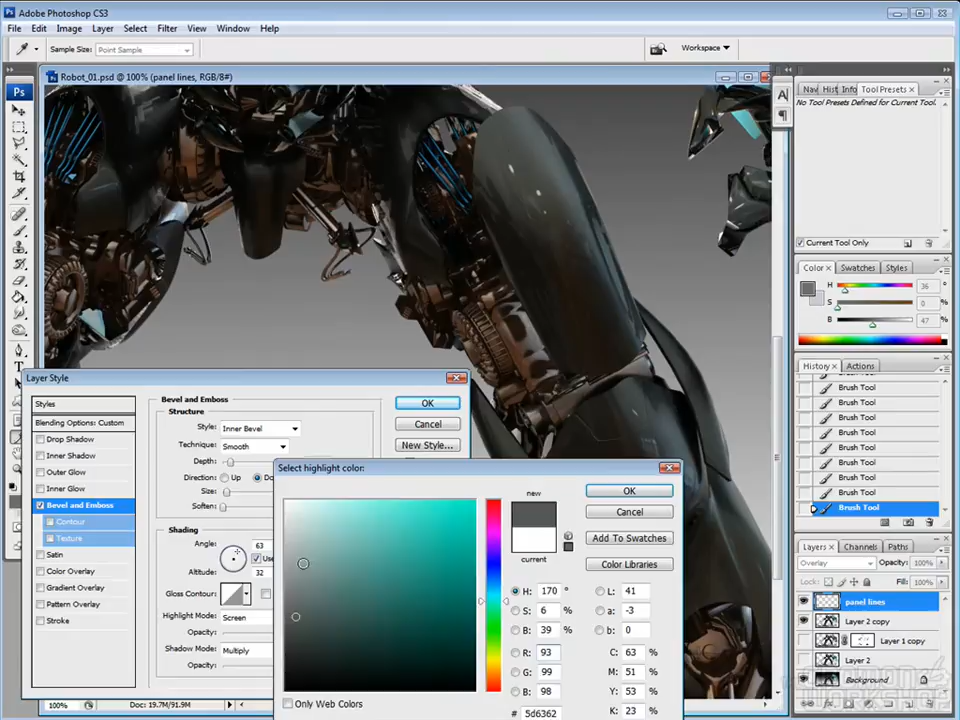 Adobe Photoshop CS3
File Edit Image Layer Select Filter View Window Help
Sample Size: Point Sample
Workspace
Robot_01.psd @ 100% (panel lines, RGB/8#)
Ps
Nav Hist Info Tool Presets
No Tool Presets Defined for Current Tool.
Current Tool Only
Color Swatches Styles
H 36 °
S 0 %
B 47 %
History Actions
Brush Tool
Brush Tool
Brush Tool
Brush Tool
Brush Tool
Brush Tool
Brush Tool
Brush Tool
Brush Tool
Layers Channels Paths
Overlay Opacity: 100%
Lock: Fill: 100%
panel lines
Layer 2 copy
Layer 1 copy
Layer 2
Background
Layer Style
Styles
Blending Options: Custom
Drop Shadow
Inner Shadow
Outer Glow
Inner Glow
Bevel and Emboss
Contour
Texture
Satin
Color Overlay
Gradient Overlay
Pattern Overlay
Stroke
Bevel and Emboss
Structure
Style: Inner Bevel
Technique: Smooth
Depth:
Direction: Up Do
Size:
Soften:
Shading
Angle: 63
Use
Altitude: 32
Gloss Contour:
Highlight Mode: Screen
Opacity:
Shadow Mode: Multiply
Opacity:
OK
Cancel
New Style...
Select highlight color:
new
current
OK
Cancel
Add To Swatches
Color Libraries
H: 170 °
S: 6 %
B: 39 %
R: 93
G: 99
B: 98
L: 41
a: -3
b: 0
C: 63 %
M: 51 %
Y: 53 %
K: 23 %
# 5d6362
Only Web Colors
100% Doc: 19.7M/91.9M